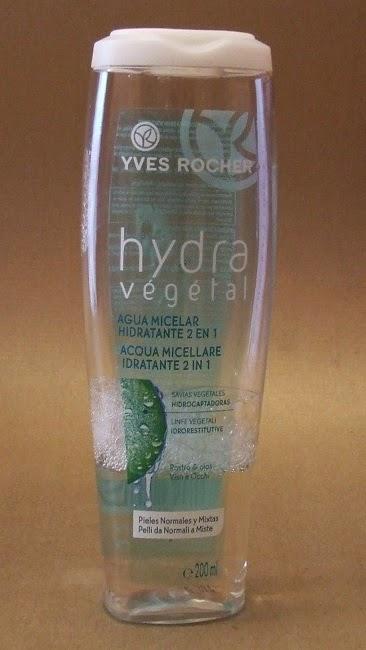 YVES ROCHER
hydra
végétal
AGUA MICELAR
HIDRATANTE 2 EN 1
ACQUA MICELLARE
IDRATANTE 2 IN 1
SAVIAS VEGETALES
HIDROCAPTADORAS
LINFE VEGETALI
IDRORESTITUTIVE
Rostro & ojos
Viso e Occhi
Pieles Normales y Mixtas
Pelli da Normali a Miste
℮200 ml